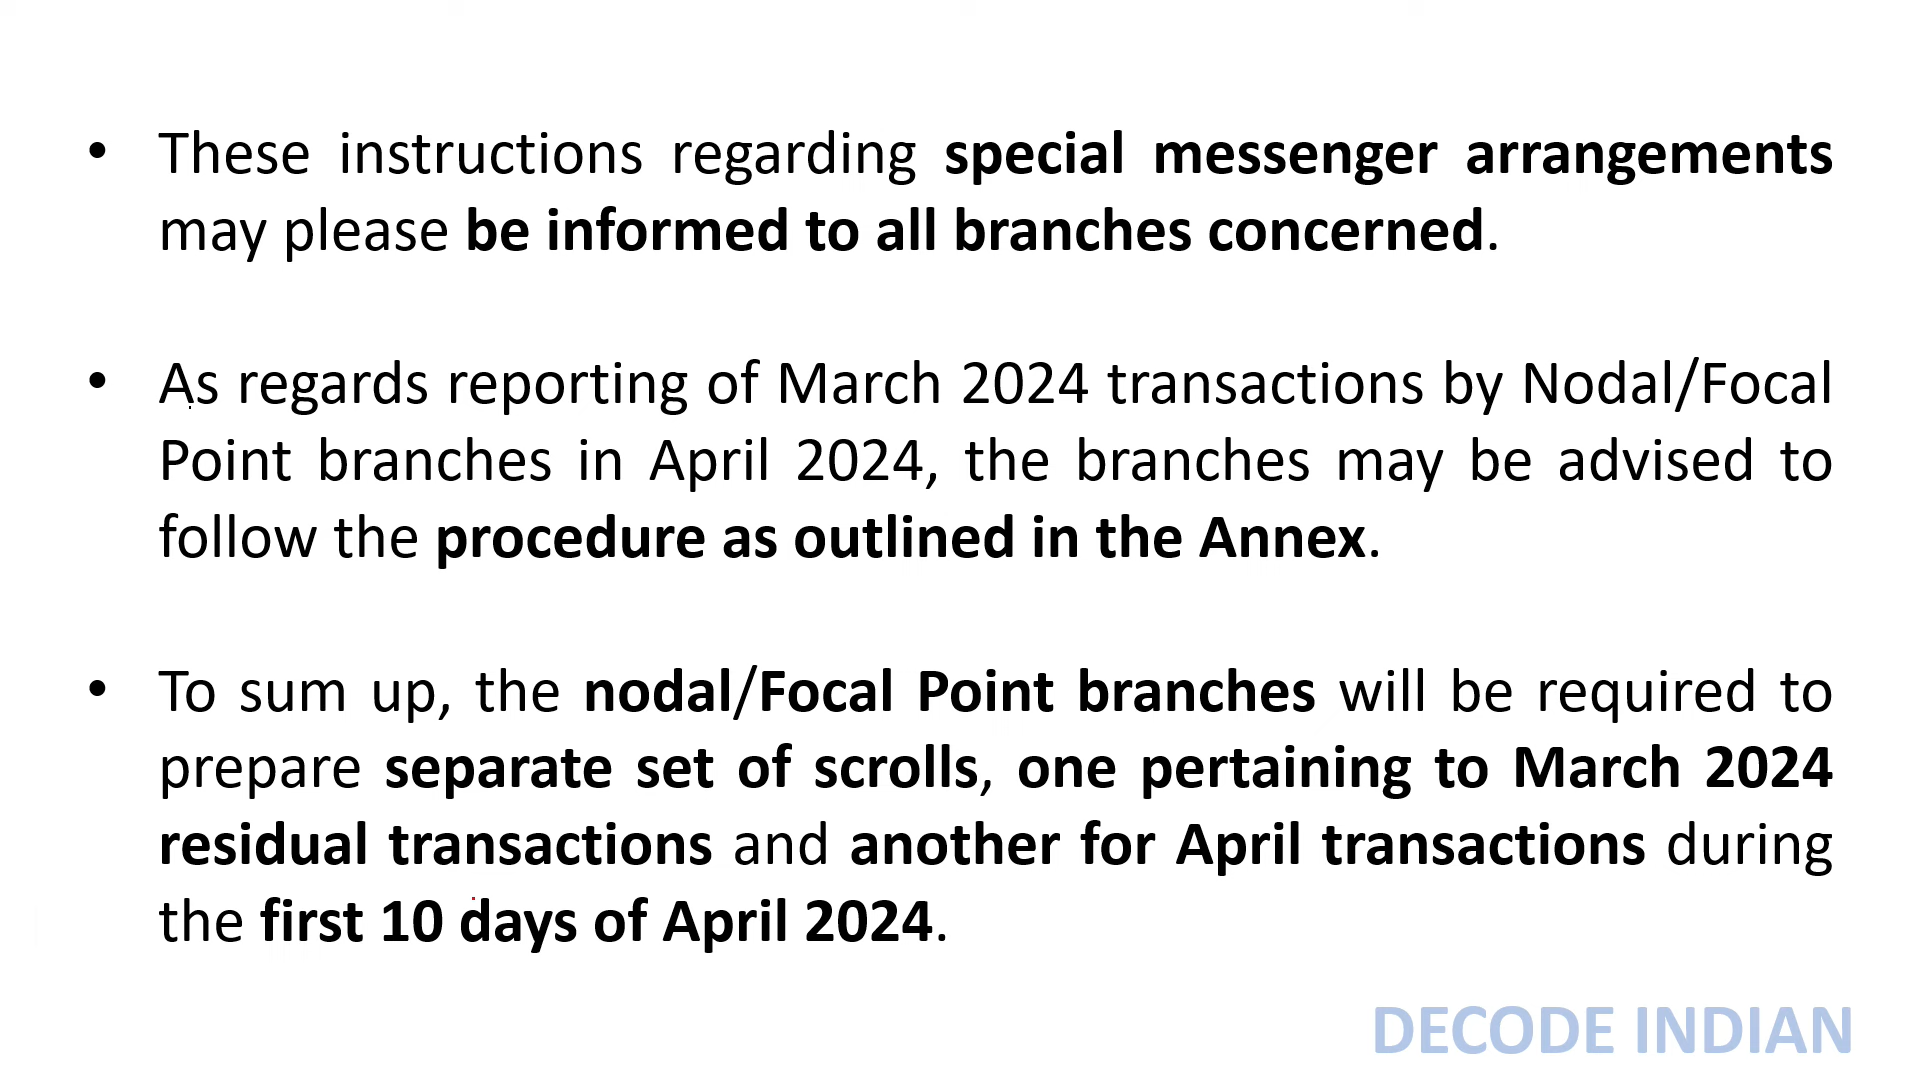 • These instructions regarding special messenger arrangements
may please be informed to all branches concerned.
• As regards reporting of March 2024 transactions by Nodal/Focal
Point branches in April 2024, the branches may be advised to
follow the procedure as outlined in the Annex.
• To sum up, the nodal/Focal Point branches will be required to
prepare separate set of scrolls, one pertaining to March 2024
residual transactions and another for April transactions during
the first 10 days of April 2024.
DECODE INDIAN